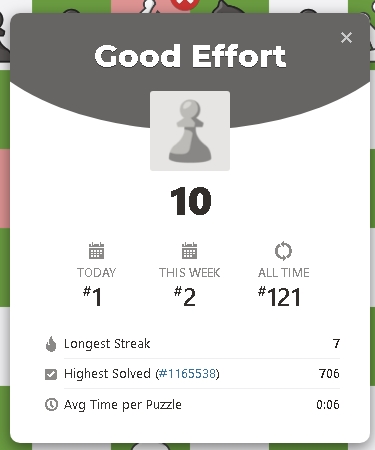 Good Effort
10
TODAY THIS WEEK ALL TIME
#1 #2 #121
Longest Streak 7
Highest Solved (#1165538) 706
Avg Time per Puzzle 0:06